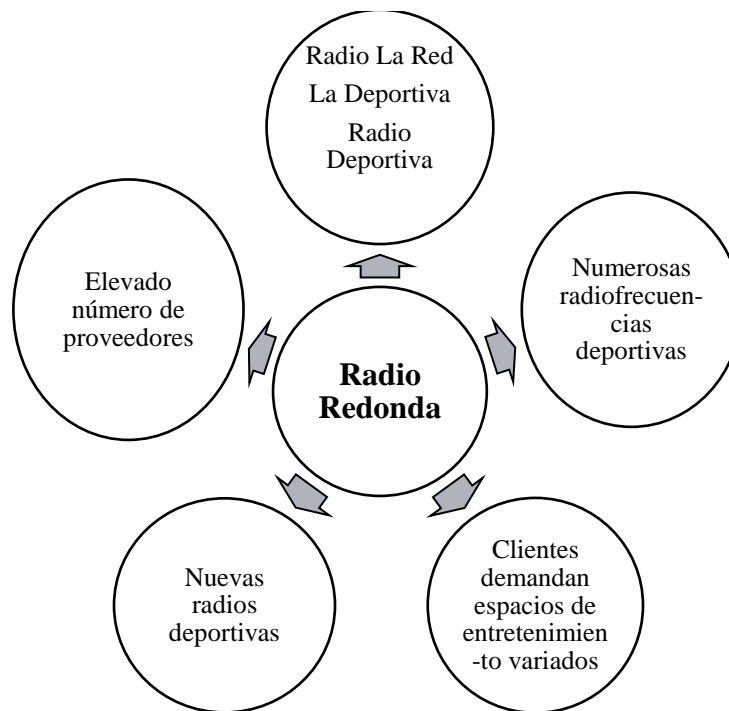 Radio La Red
La Deportiva
Radio
Deportiva
Elevado
número de
proveedores
Numerosas
radiofrecuen-
cias
deportivas
Radio
Redonda
Nuevas
radios
deportivas
Clientes
demandan
espacios de
entretenimien
-to variados